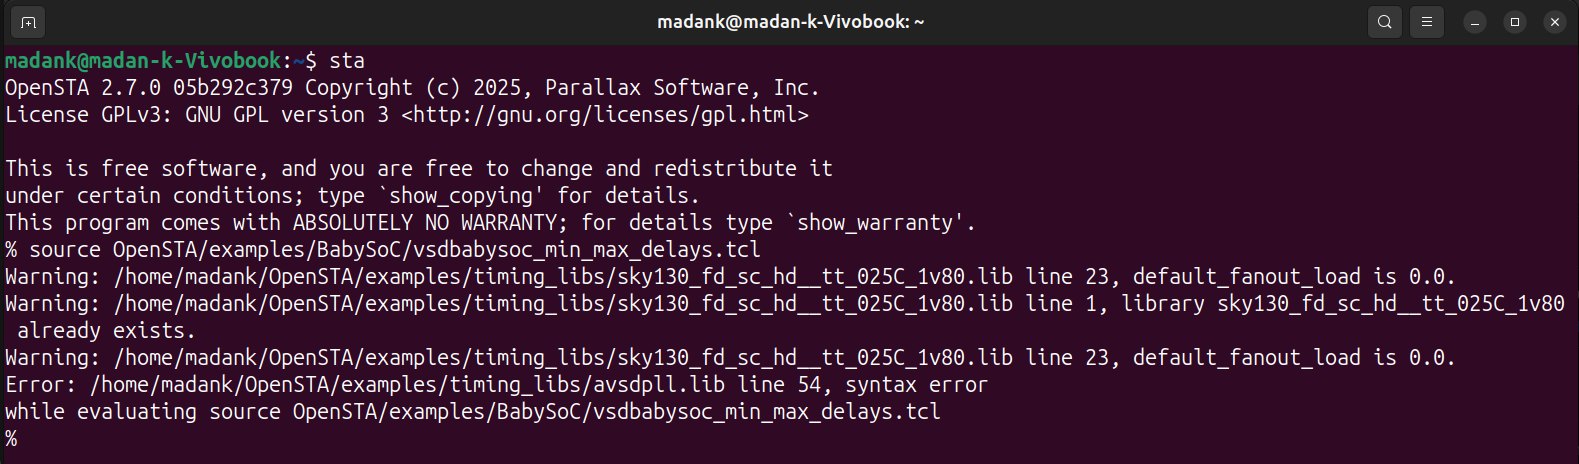 madank@madan-k-Vivobook: ~
madank@madan-k-Vivobook:~$ sta
OpenSTA 2.7.0 05b292c379 Copyright (c) 2025, Parallax Software, Inc.
License GPLv3: GNU GPL version 3 <http://gnu.org/licenses/gpl.html>
This is free software, and you are free to change and redistribute it
under certain conditions; type `show_copying' for details.
This program comes with ABSOLUTELY NO WARRANTY; for details type `show_warranty'.
% source OpenSTA/examples/BabySoC/vsdbabysoc_min_max_delays.tcl
Warning: /home/madank/OpenSTA/examples/timing_libs/sky130_fd_sc_hd__tt_025C_1v80.lib line 23, default_fanout_load is 0.0.
Warning: /home/madank/OpenSTA/examples/timing_libs/sky130_fd_sc_hd__tt_025C_1v80.lib line 1, library sky130_fd_sc_hd__tt_025C_1v80
already exists.
Warning: /home/madank/OpenSTA/examples/timing_libs/sky130_fd_sc_hd__tt_025C_1v80.lib line 23, default_fanout_load is 0.0.
Error: /home/madank/OpenSTA/examples/timing_libs/avsdpll.lib line 54, syntax error
while evaluating source OpenSTA/examples/BabySoC/vsdbabysoc_min_max_delays.tcl
%